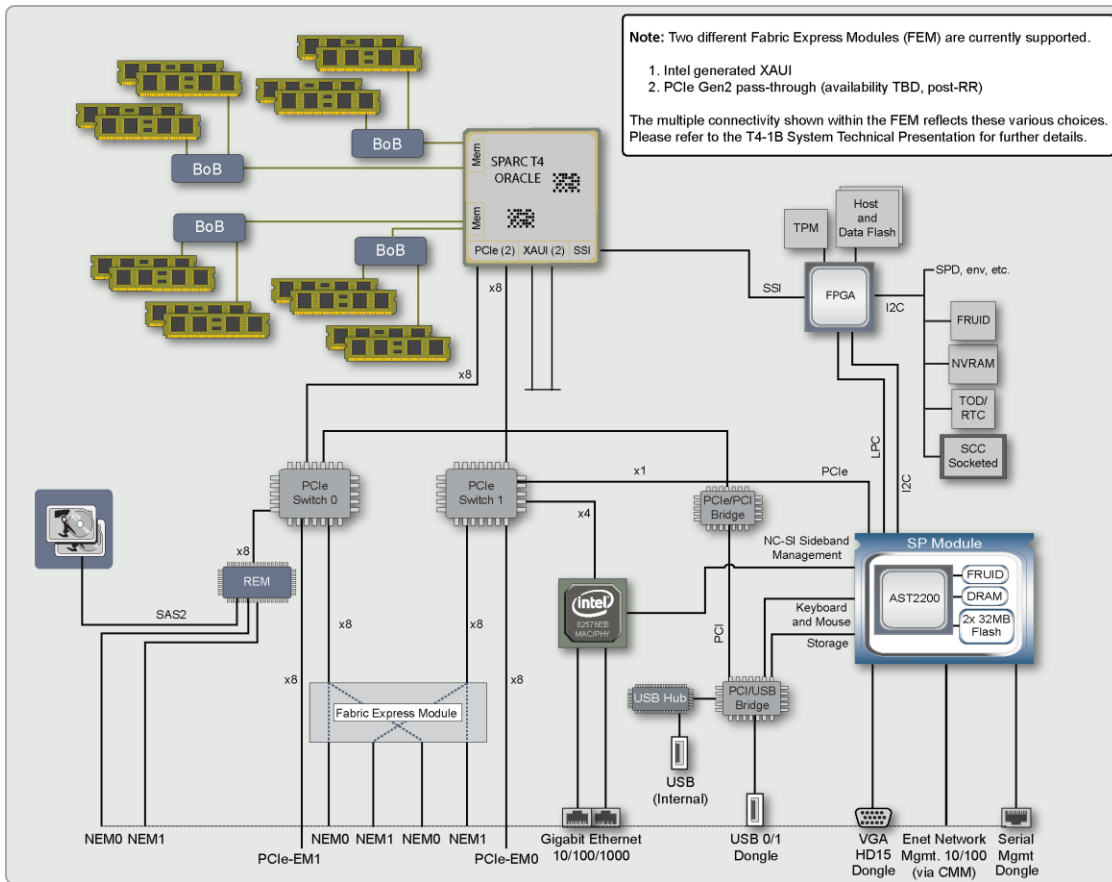 Note: Two different Fabric Express Modules (FEM) are currently supported.
1. Intel generated XAUI
2. PCIe Gen2 pass-through (availability TBD, post-RR)
The multiple connectivity shown within the FEM reflects these various choices.
Please refer to the T4-1B System Technical Presentation for further details.
BoB
BoB
BoB
BoB
Mem
Mem
SPARC T4
ORACLE
PCIe (2)
XAUI (2)
SSI
x8
x8
SSI
TPM
Host
and
Data Flash
FPGA
I2C
SPD, env, etc.
FRUID
NVRAM
TOD/
RTC
SCC
Socketed
LPC
I2C
PCIe
Switch 0
PCIe
Switch 1
x1
PCIe
x4
PCIe/PCI
Bridge
NC-SI Sideband
Management
SP Module
AST2200
FRUID
DRAM
2x 32MB
Flash
Keyboard
and Mouse
Storage
x8
REM
SAS2
intel
82576EB
MAC/PHY
PCI
x8
x8
x8
x8
Fabric Express Module
USB Hub
PCI/USB
Bridge
USB
(Internal)
NEM0
NEM1
PCIe-EM1
NEM0
NEM1
NEM0
NEM1
PCIe-EM0
Gigabit Ethernet
10/100/1000
USB 0/1
Dongle
VGA
HD15
Dongle
Enet Network
Mgmt. 10/100
(via CMM)
Serial
Mgmt
Dongle